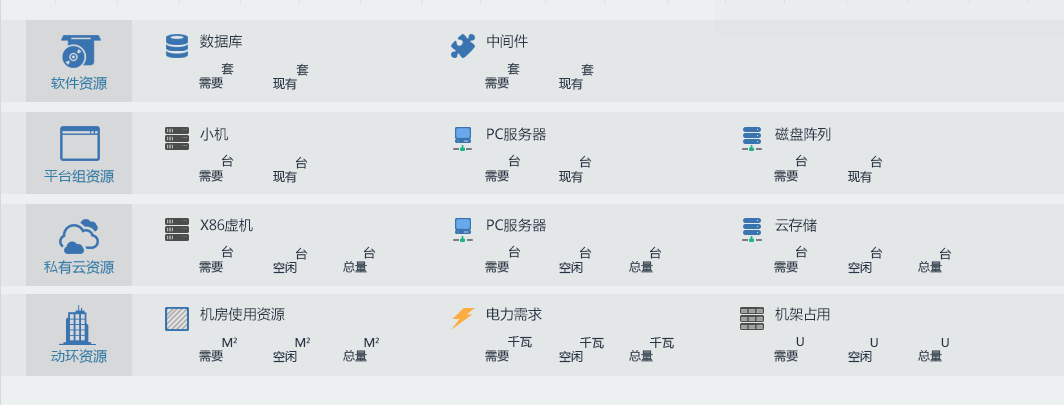 软件资源
数据库
套 套
需要 现有
中间件
套 套
需要 现有
平台组资源
小机
台 台
需要 现有
PC服务器
台 台
需要 现有
磁盘阵列
台 台
需要 现有
私有云资源
X86虚机
台 台 台
需要 空闲 总量
PC服务器
台 台 台
需要 空闲 总量
云存储
台 台 台
需要 空闲 总量
动环资源
机房使用资源
M² M² M²
需要 空闲 总量
电力需求
千瓦 千瓦 千瓦
需要 空闲 总量
机架占用
U U U
需要 空闲 总量